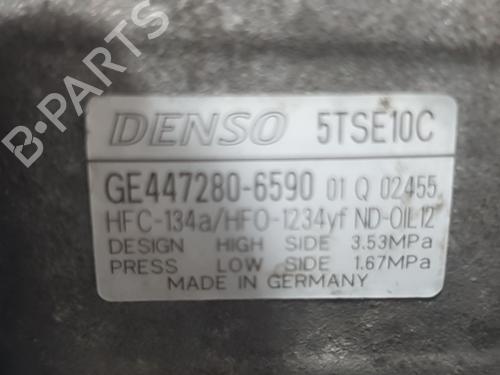 DENSO 5TSE10C
GE447280-6590 01 Q 02455
HFC-134a/HFO-1234yf ND-OIL12
DESIGN HIGH SIDE 3.53MPa
PRESS LOW SIDE 1.67MPa
MADE IN GERMANY
B-PARTS